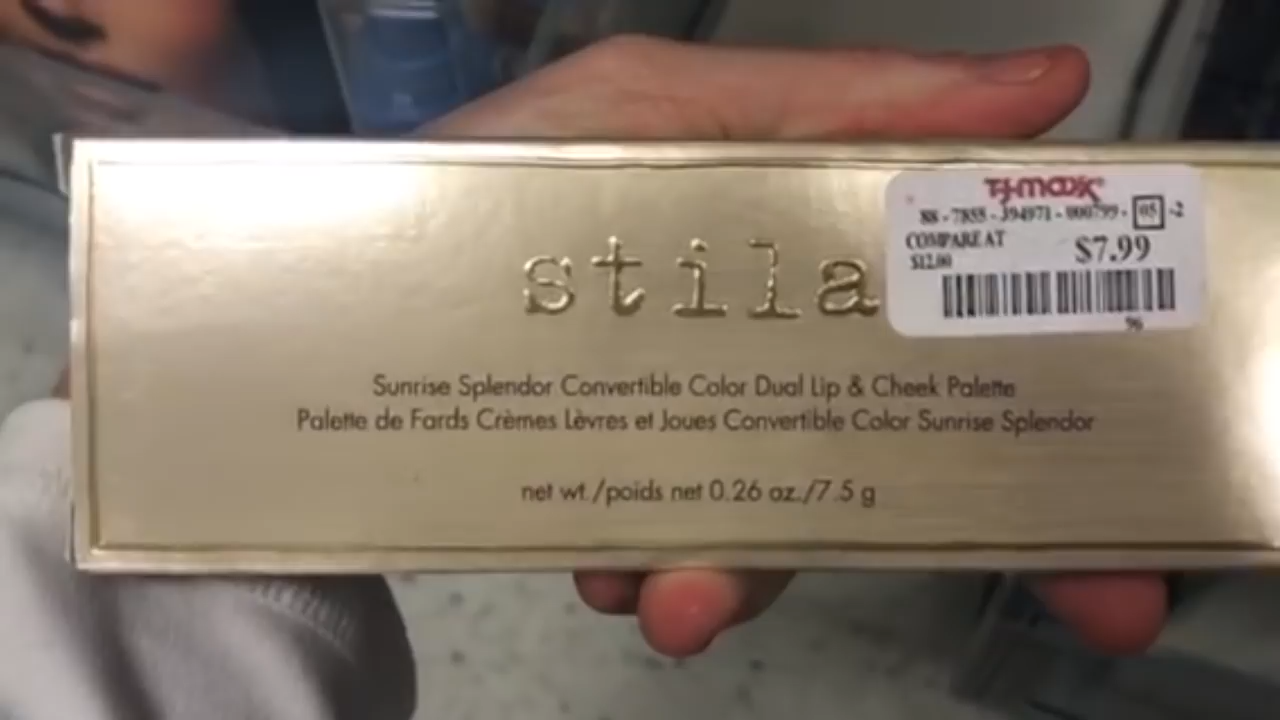 stila
T·J·maxx®
88 - 7855 - 394971 - 000799 - 05 -2
COMPARE AT
$12.00
$7.99
96
Sunrise Splendor Convertible Color Dual Lip & Cheek Palette
Palette de Fards Crèmes Lèvres et Joues Convertible Color Sunrise Splendor
net wt./poids net 0.26 oz./7.5 g